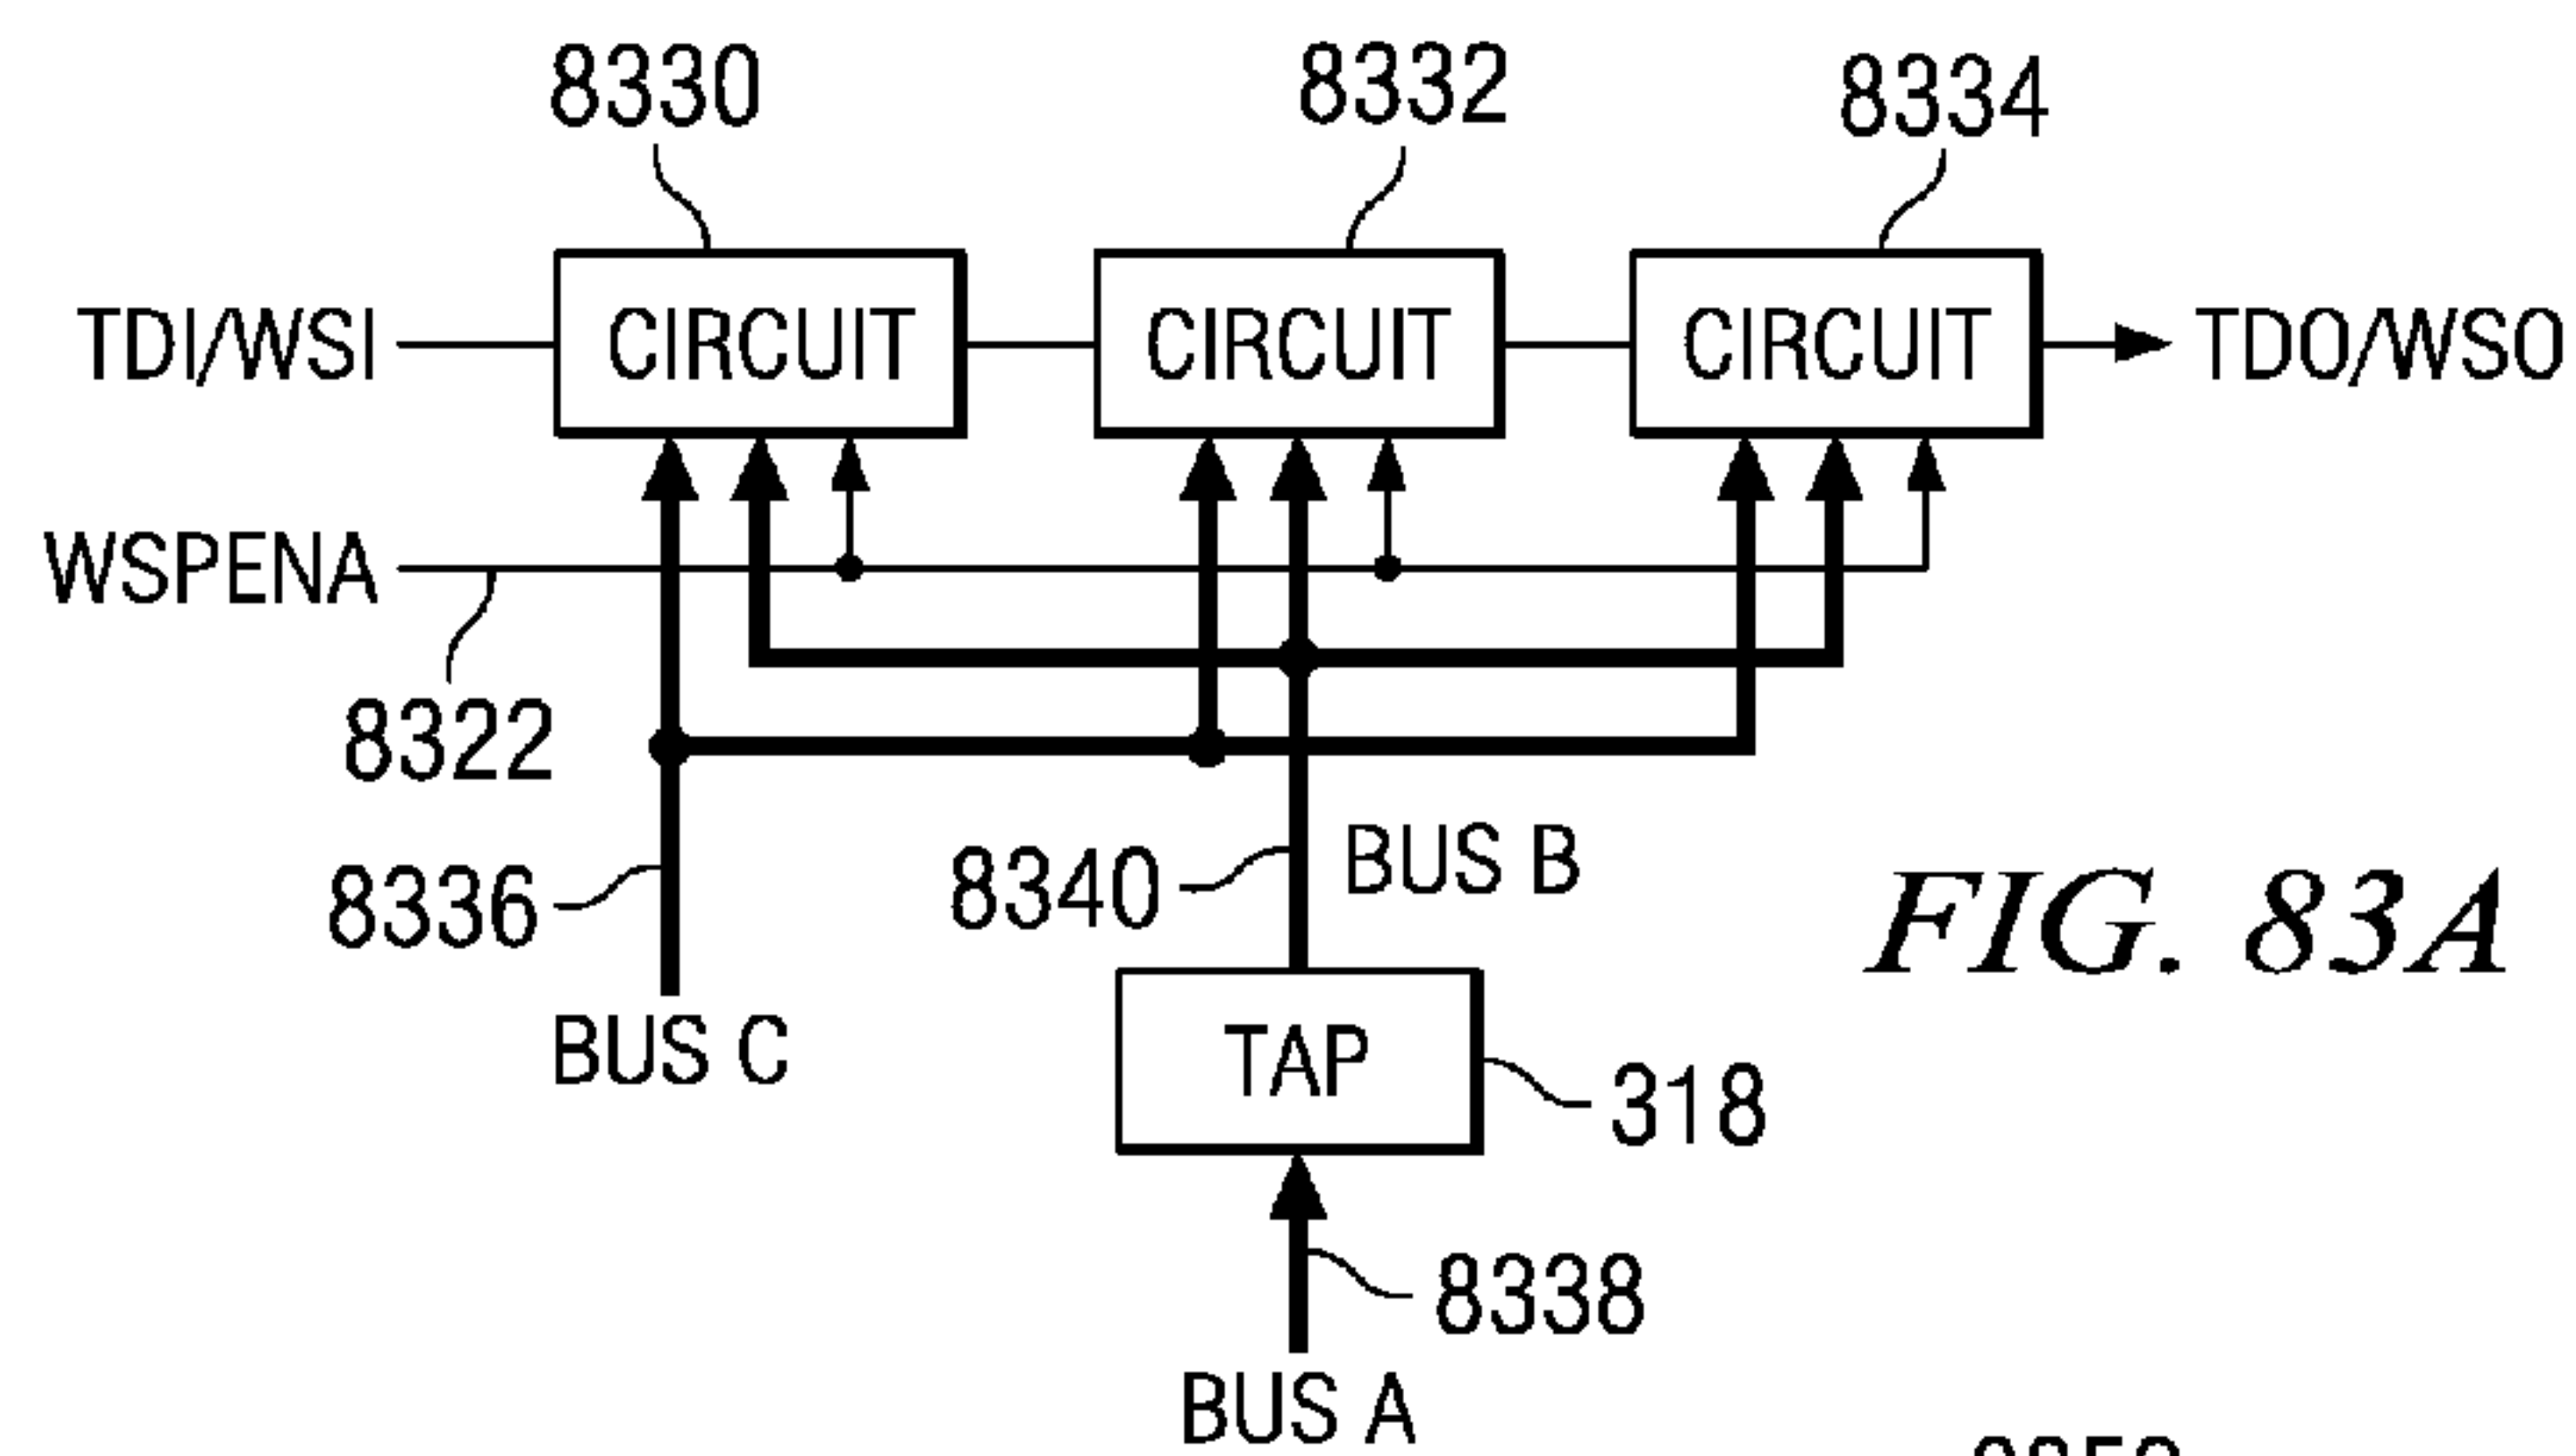 8330 8332 8334
TDI/WSI CIRCUIT CIRCUIT CIRCUIT TDO/WSO
WSPENA
8322
8336 8340 BUS B
FIG. 83A
BUS C TAP 318
8338
BUS A